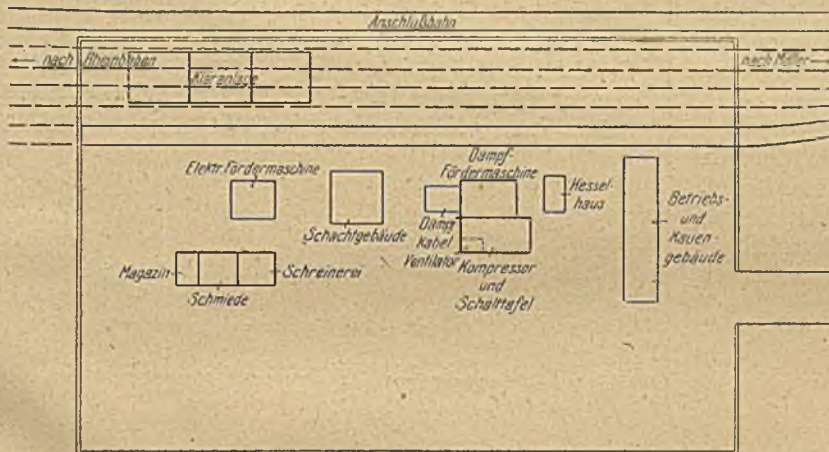 Anschlußbahn
nach Rheinbaben
nach Möller
Kläranlage
Elektr. Fördermaschine
Dampf-
Fördermaschine
Kessel-
haus
Betriebs-
und
Kauen-
gebäude
Schachtgebäude
Dampf
Kabel
Ventilator
Kompressor
und
Schalttafel
Magazin
Schmiede
Schreinerei